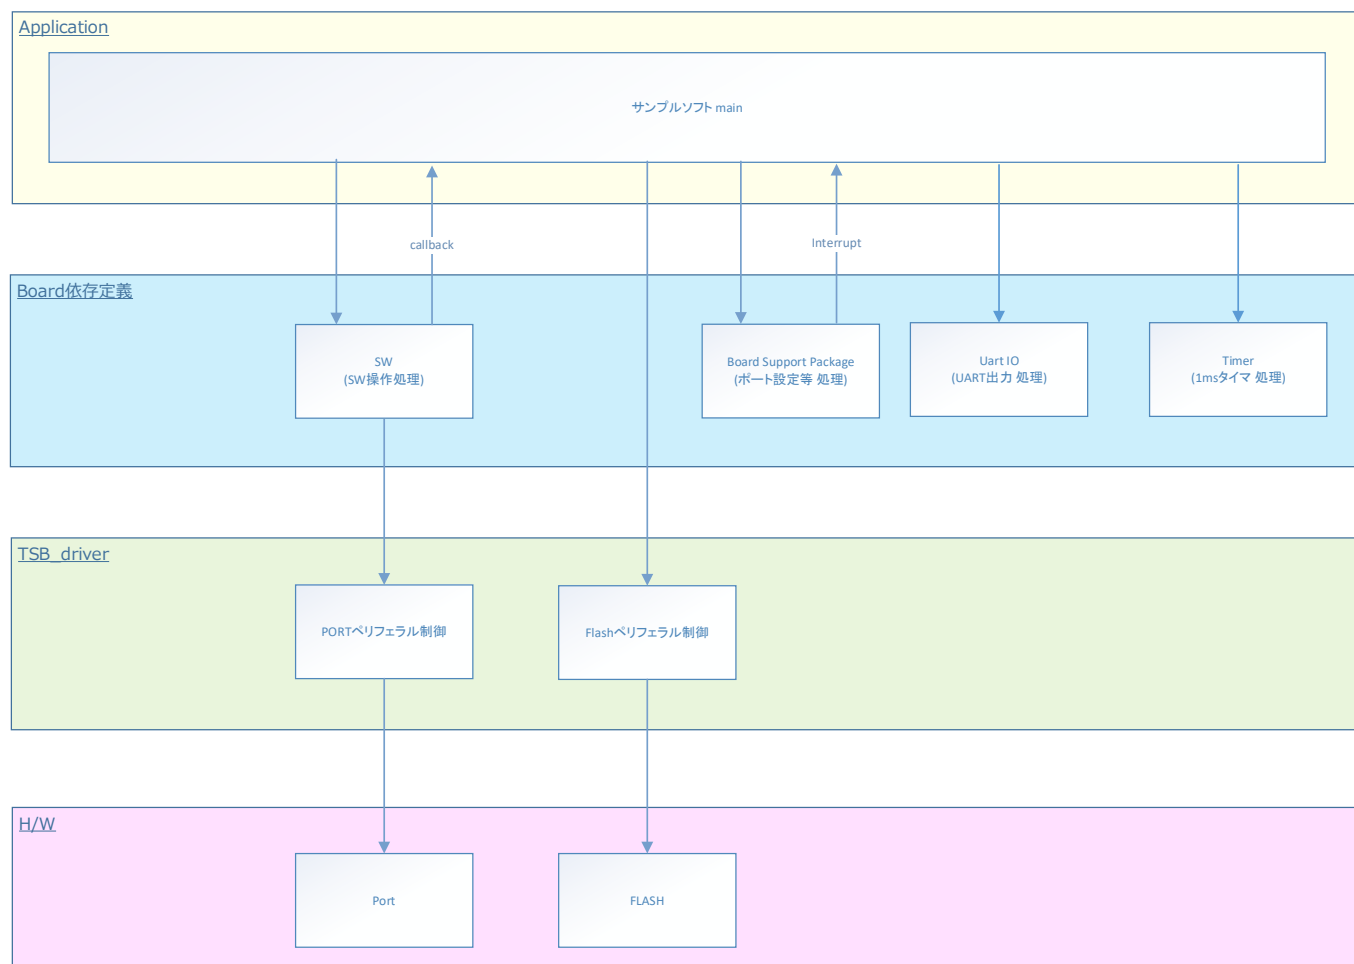 Application
サンプルソフト main
callback
Interrupt
Board依存定義
SW
(SW操作処理)
Board Support Package
(ポート設定等 処理)
Uart IO
(UART出力 処理)
Timer
(1msタイマ 処理)
TSB_driver
PORTペリフェラル制御
Flashペリフェラル制御
H/W
Port
FLASH